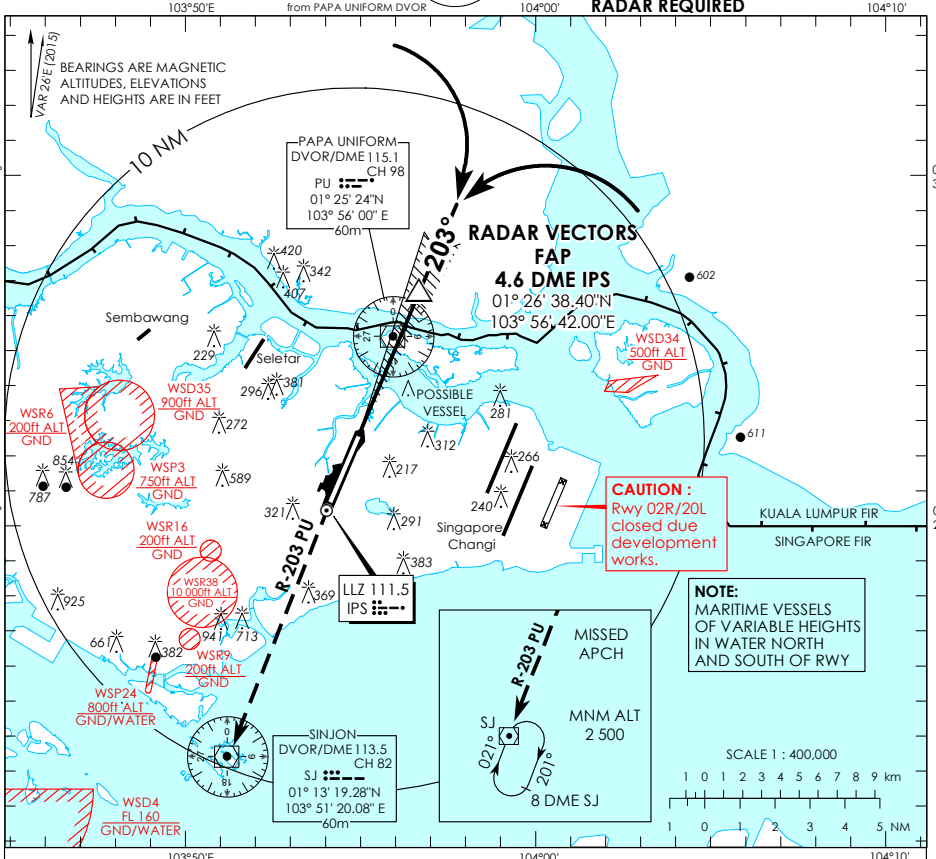 103°50'E
from PAPA UNIFORM DVOR
104°00'
RADAR REQUIRED
104°10'
VAR 26'E (2015)
BEARINGS ARE MAGNETIC
ALTITUDES, ELEVATIONS
AND HEIGHTS ARE IN FEET
10 NM
PAPA UNIFORM
DVOR/DME 115.1
CH 98
PU
01° 25' 24"N
103° 56' 00" E
60m
203°
RADAR VECTORS
FAP
4.6 DME IPS
01° 26' 38.40"N
103° 56' 42.00"E
420
342
407
602
Sembawang
229
Seletar
296
381
0
9
27
POSSIBLE
VESSEL
281
WSD34
500ft ALT
GND
WSD35
900ft ALT
GND
WSR6
200ft ALT
GND
272
312
611
854
787
WSP3
750ft ALT
GND
589
217
266
240
321
291
Singapore
Changi
CAUTION :
Rwy 02R/20L
closed due
development
works.
KUALA LUMPUR FIR
SINGAPORE FIR
WSR16
200ft ALT
GND
WSR38
10 000ft ALT
GND
R-203 PU
383
369
LLZ 111.5
IPS
925
661
382
941
713
WSR9
200ft ALT
GND
WSP24
800ft ALT
GND/WATER
NOTE:
MARITIME VESSELS
OF VARIABLE HEIGHTS
IN WATER NORTH
AND SOUTH OF RWY
R-203 PU
MISSED
APCH
SJ
MNM ALT
2 500
021°
201°
8 DME SJ
0
9
18
27
SINJON
DVOR/DME 113.5
CH 82
SJ
01° 13' 19.28"N
103° 51' 20.08" E
60m
WSD4
FL 160
GND/WATER
SCALE 1 : 400,000
1 0 1 2 3 4 5 6 7 8 9 km
1 0 1 2 3 4 5 NM
103°50'E
104°00'
104°10'